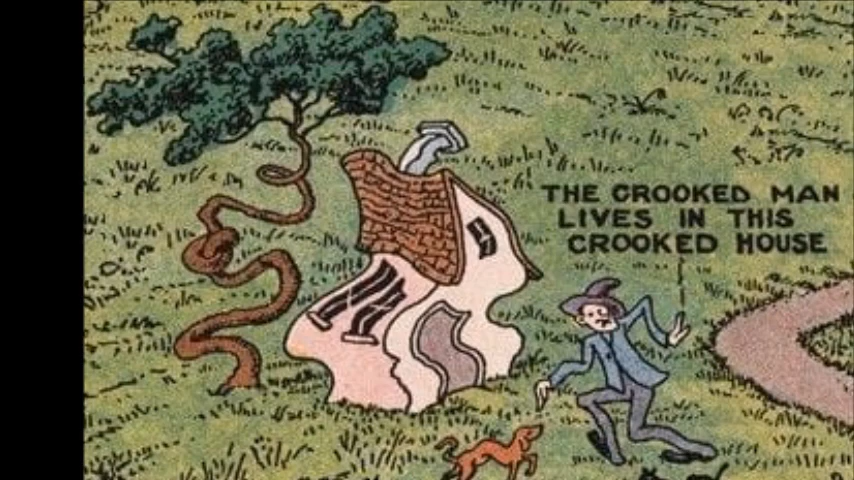 THE CROOKED MAN
LIVES IN THIS
CROOKED HOUSE